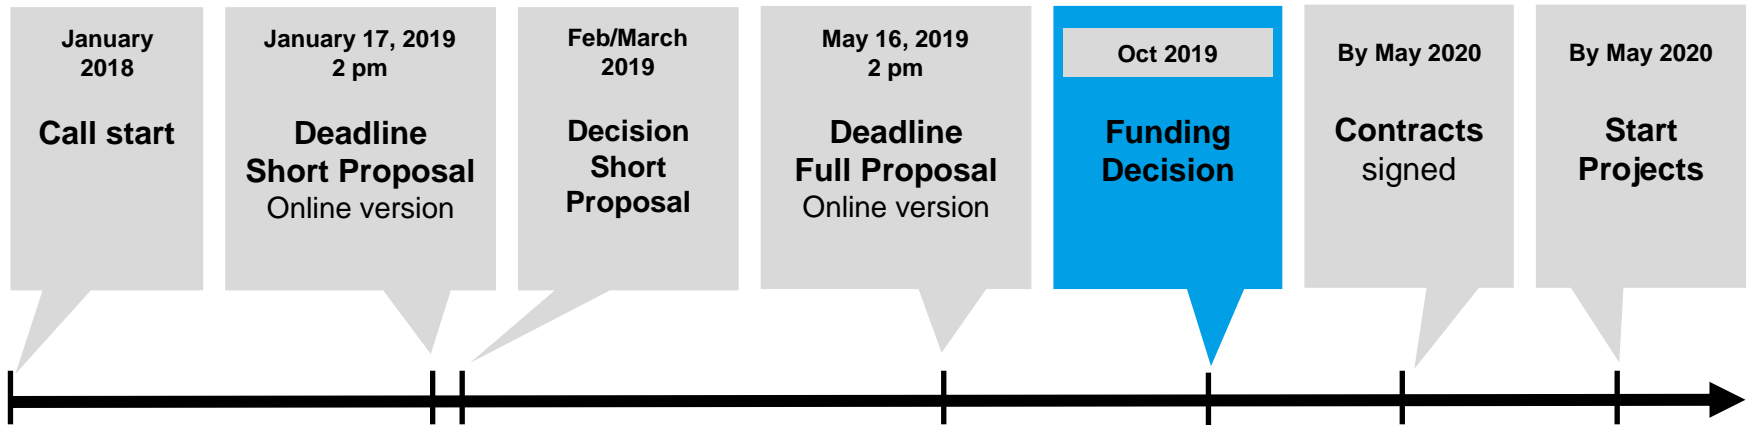 January
2018
Call start
January 17, 2019
2 pm
Deadline
Short Proposal
Online version
Feb/March
2019
Decision
Short
Proposal
May 16, 2019
2 pm
Deadline
Full Proposal
Online version
Oct 2019
Funding
Decision
By May 2020
Contracts
signed
By May 2020
Start
Projects